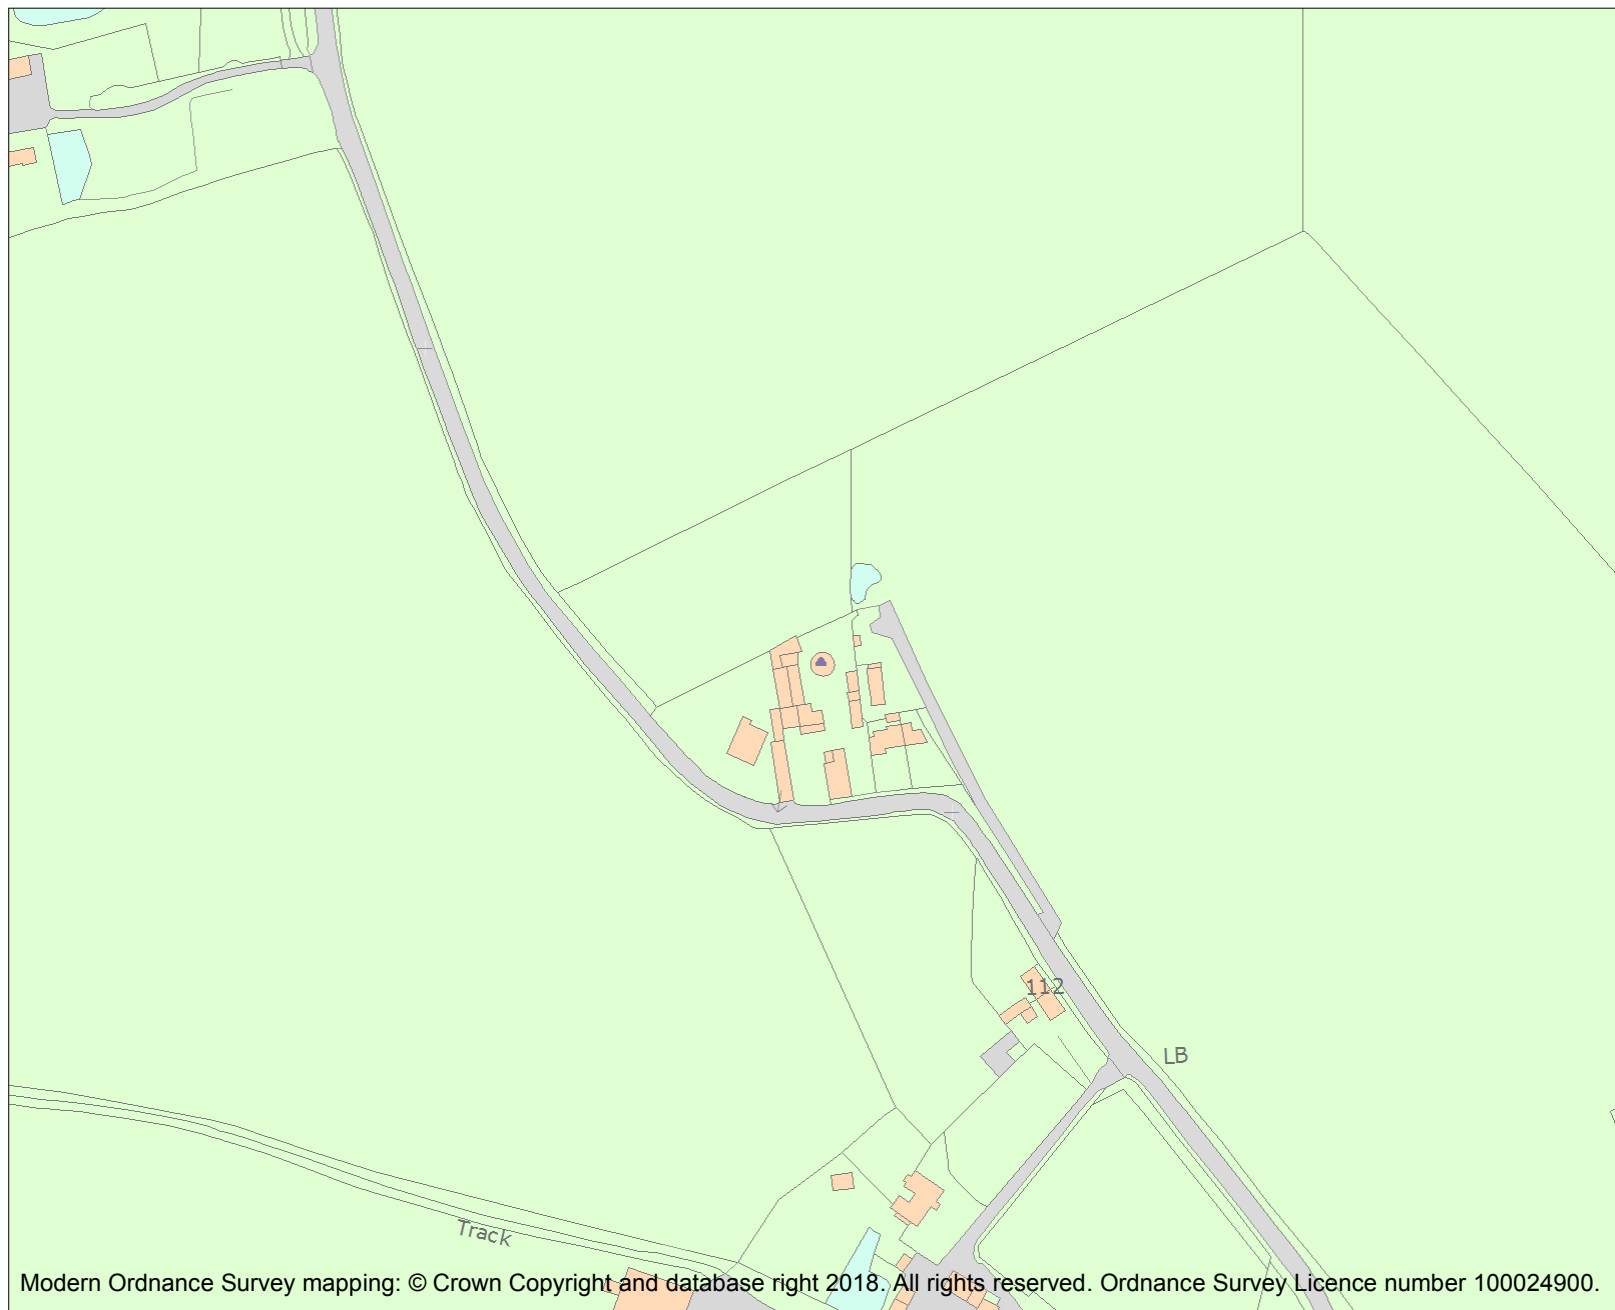 112
LB
Track
Modern Ordnance Survey mapping: © Crown Copyright and database right 2018. All rights reserved. Ordnance Survey Licence number 100024900.